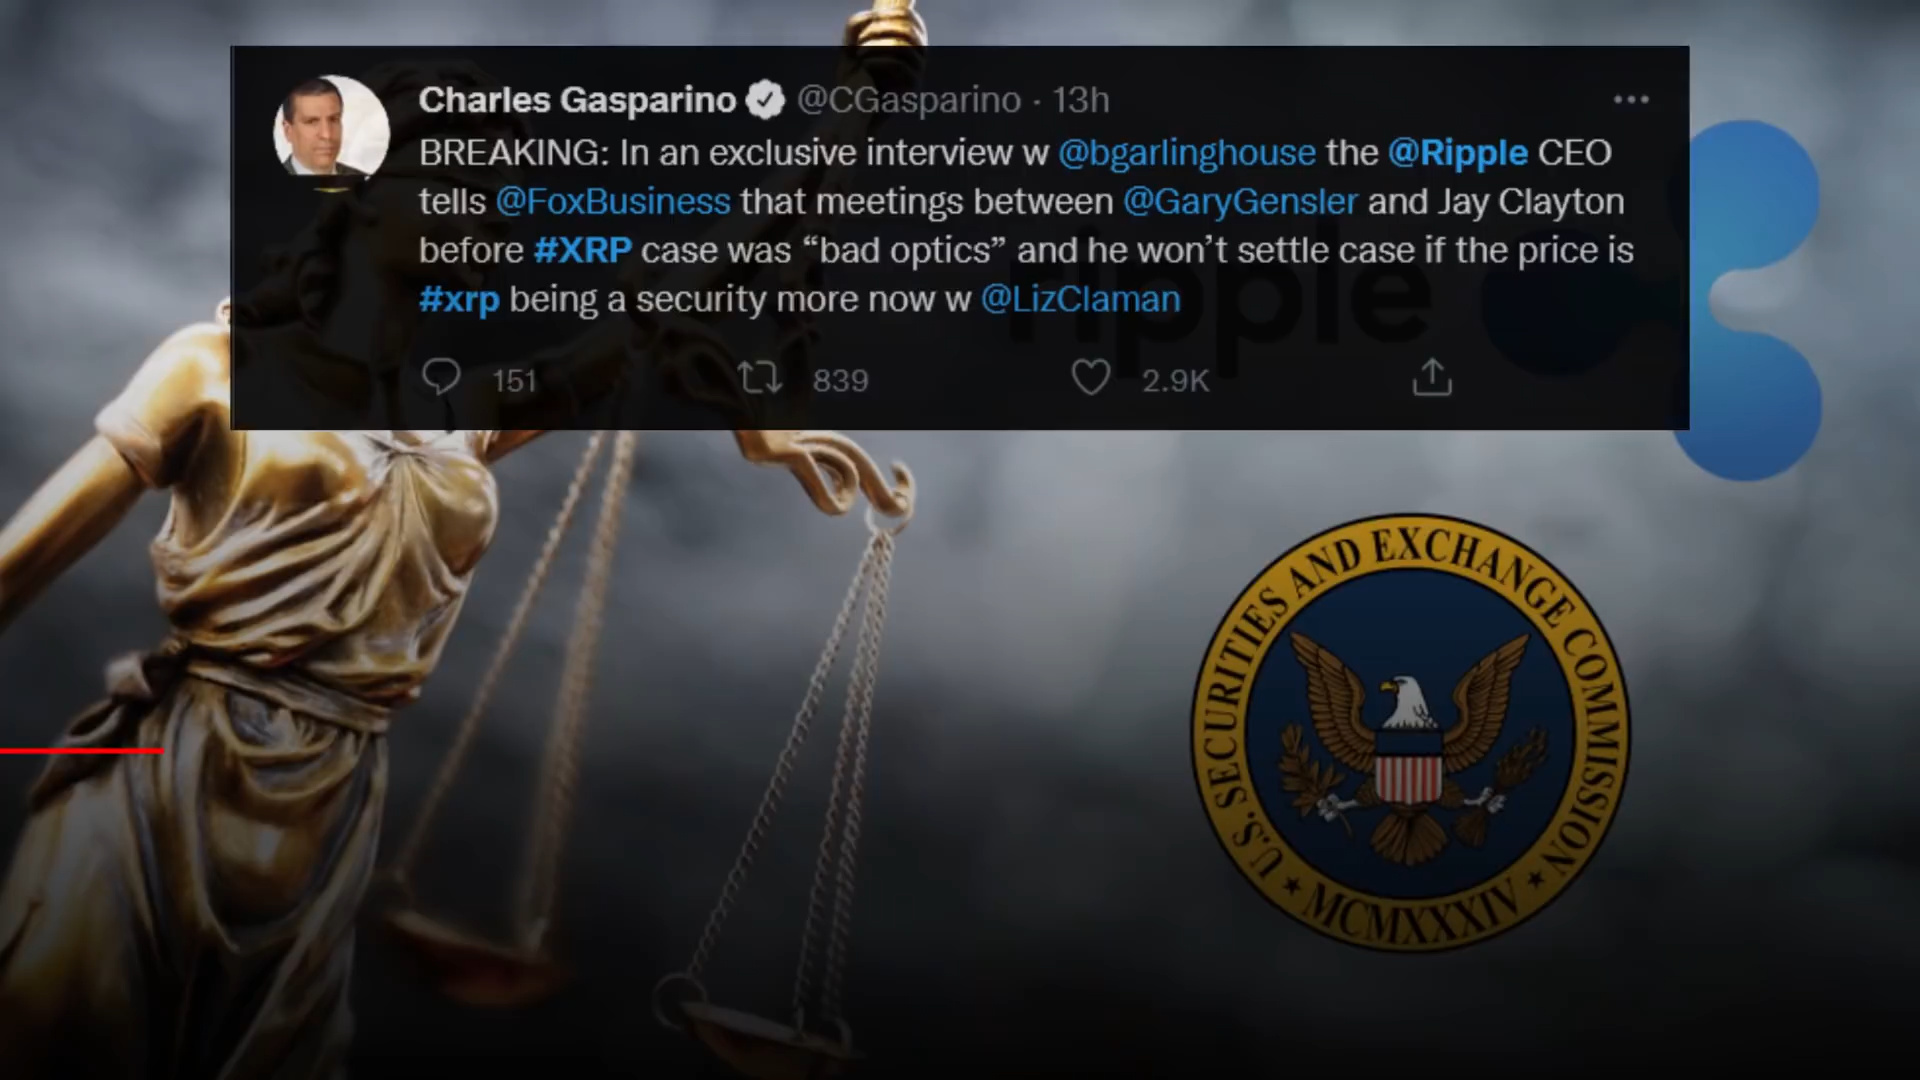 Charles Gasparino @CGasparino · 13h
BREAKING: In an exclusive interview w @bgarlinghouse the @Ripple CEO
tells @FoxBusiness that meetings between @GaryGensler and Jay Clayton
before #XRP case was “bad optics” and he won’t settle case if the price is
#xrp being a security more now w @LizClaman
ripple
151 839 2.9K
U.S. SECURITIES AND EXCHANGE COMMISSION
MCMXXXIV